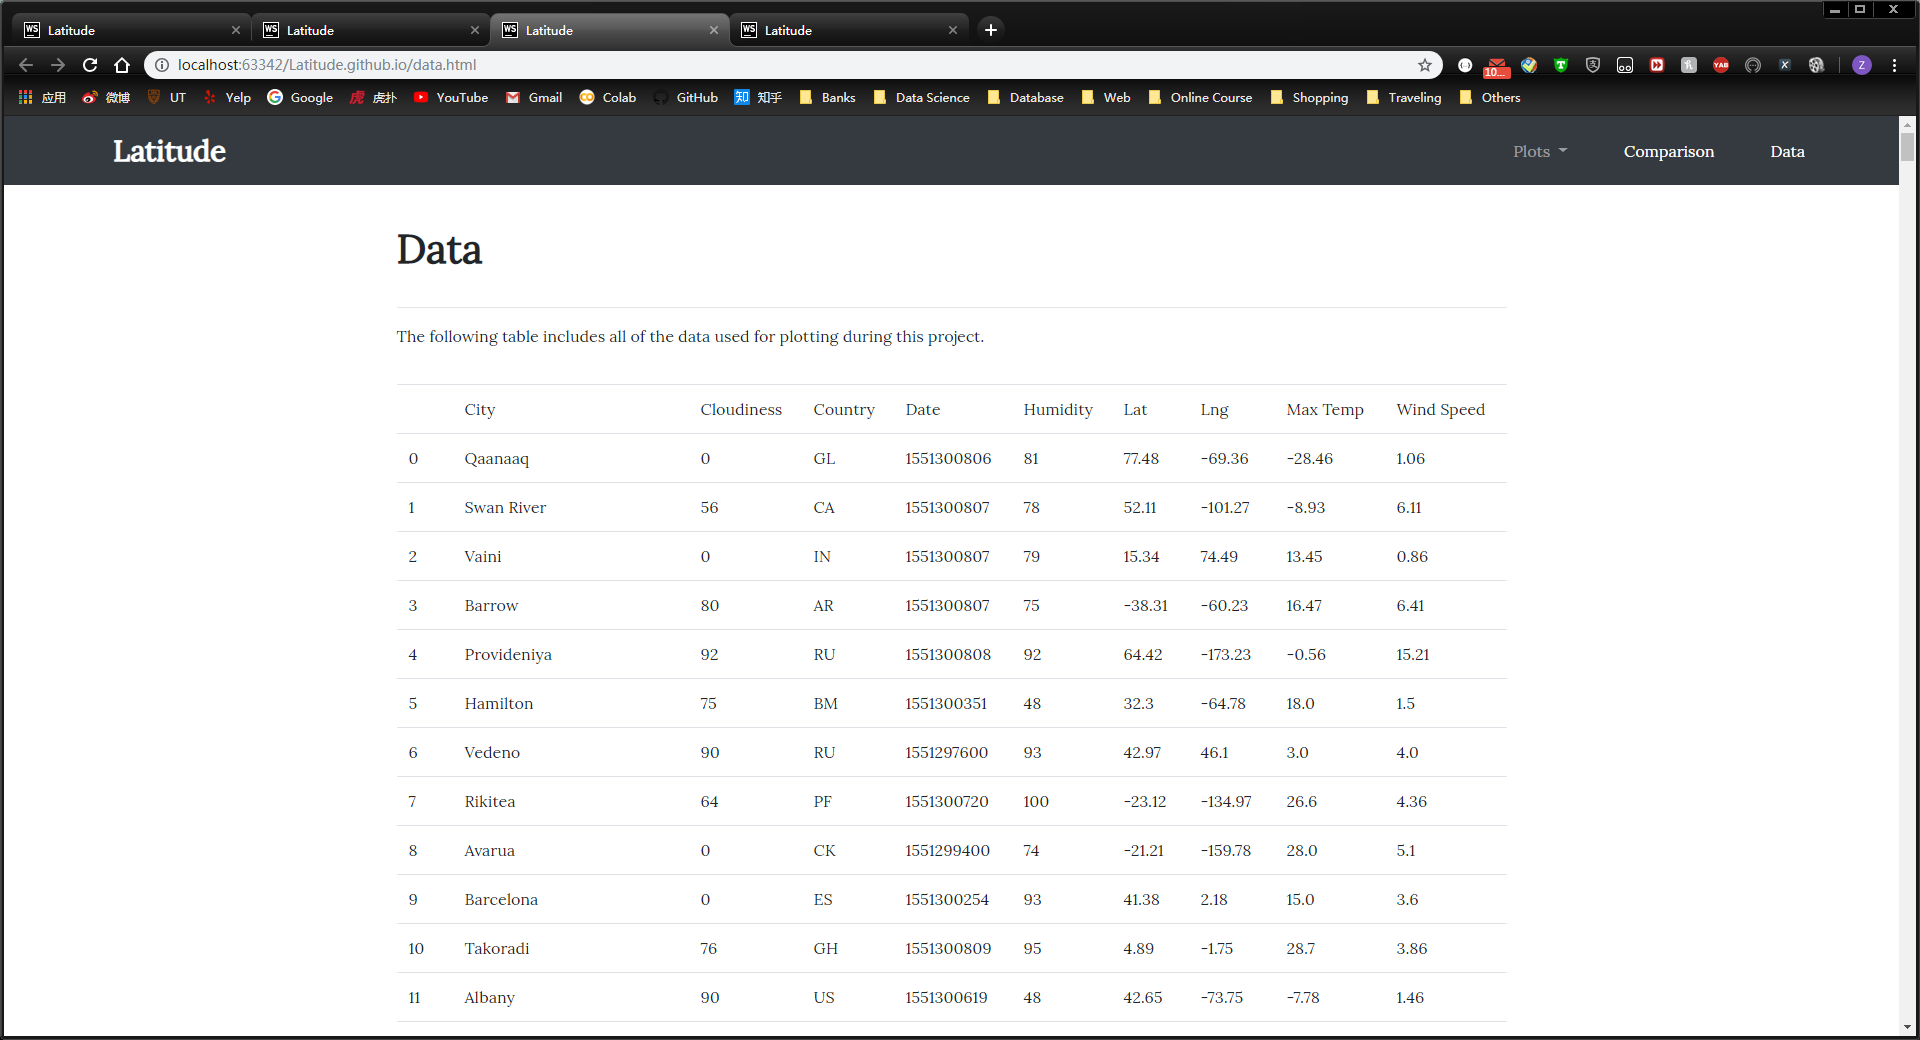 Latitude Latitude Latitude Latitude
localhost:63342/Latitude.github.io/data.html 10... YAB Z
应用 微博 UT Yelp Google 虎扑 YouTube Gmail Colab GitHub 知乎 Banks Data Science Database Web Online Course Shopping Traveling Others
Latitude Plots Comparison Data
Data
The following table includes all of the data used for plotting during this project.
City Cloudiness Country Date Humidity Lat Lng Max Temp Wind Speed
0 Qaanaaq 0 GL 1551300806 81 77.48 -69.36 -28.46 1.06
1 Swan River 56 CA 1551300807 78 52.11 -101.27 -8.93 6.11
2 Vaini 0 IN 1551300807 79 15.34 74.49 13.45 0.86
3 Barrow 80 AR 1551300807 75 -38.31 -60.23 16.47 6.41
4 Provideniya 92 RU 1551300808 92 64.42 -173.23 -0.56 15.21
5 Hamilton 75 BM 1551300351 48 32.3 -64.78 18.0 1.5
6 Vedeno 90 RU 1551297600 93 42.97 46.1 3.0 4.0
7 Rikitea 64 PF 1551300720 100 -23.12 -134.97 26.6 4.36
8 Avarua 0 CK 1551299400 74 -21.21 -159.78 28.0 5.1
9 Barcelona 0 ES 1551300254 93 41.38 2.18 15.0 3.6
10 Takoradi 76 GH 1551300809 95 4.89 -1.75 28.7 3.86
11 Albany 90 US 1551300619 48 42.65 -73.75 -7.78 1.46